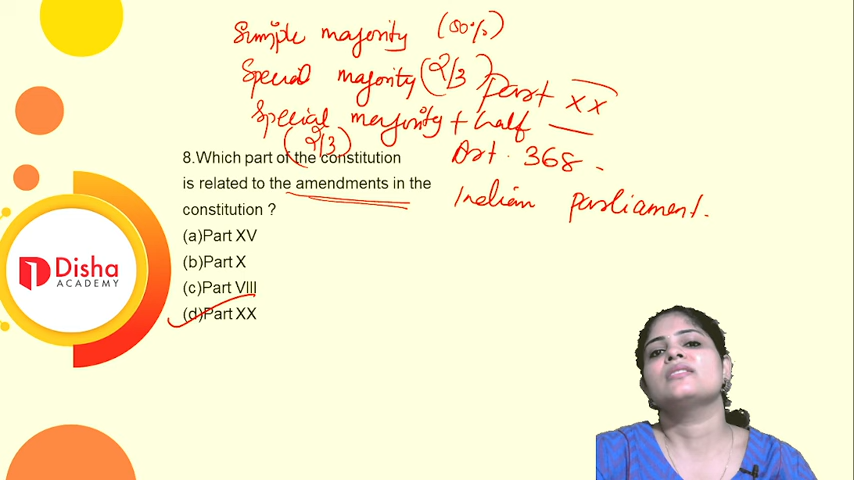 Simple majority (50%)
Special majority (2/3)
Part XX
Special majority + half
(2/3)
Art. 368.
Indian parliament.
8.Which part of the constitution
is related to the amendments in the
constitution ?
(a)Part XV
(b)Part X
(c)Part VIII
(d)Part XX
Disha
ACADEMY